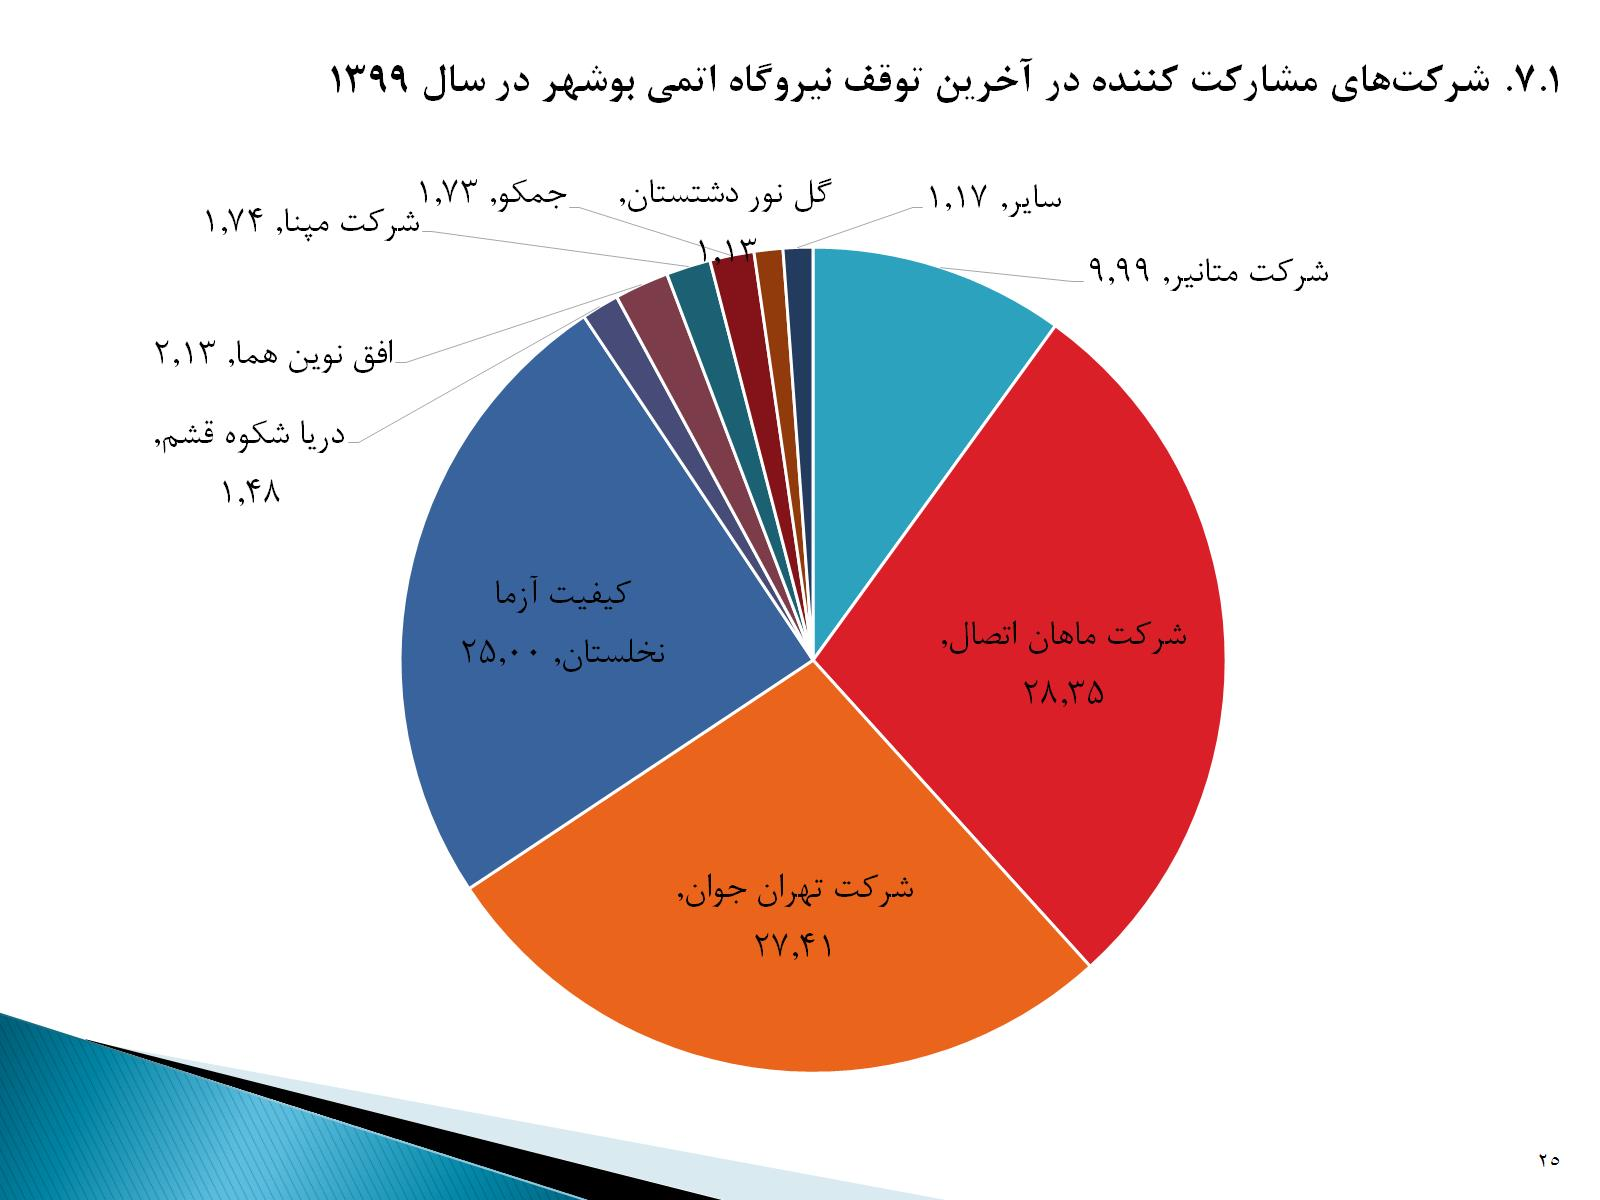 ۷.۱. شرکت‌های مشارکت کننده در آخرین توقف نیروگاه اتمی بوشهر در سال ۱۳۹۹
سایر, ۱,۱۷
گل نور دشتستان,
۱,۱۳
جمکو, ۱,۷۳
شرکت مپنا, ۱,۷۴
شرکت متانیر, ۹,۹۹
افق نوین هما, ۲,۱۳
دریا شکوه قشم,
۱,۴۸
کیفیت آزما
نخلستان, ۲۵,۰۰
شرکت ماهان اتصال,
۲۸,۳۵
شرکت تهران جوان,
۲۷,۴۱
۲۵